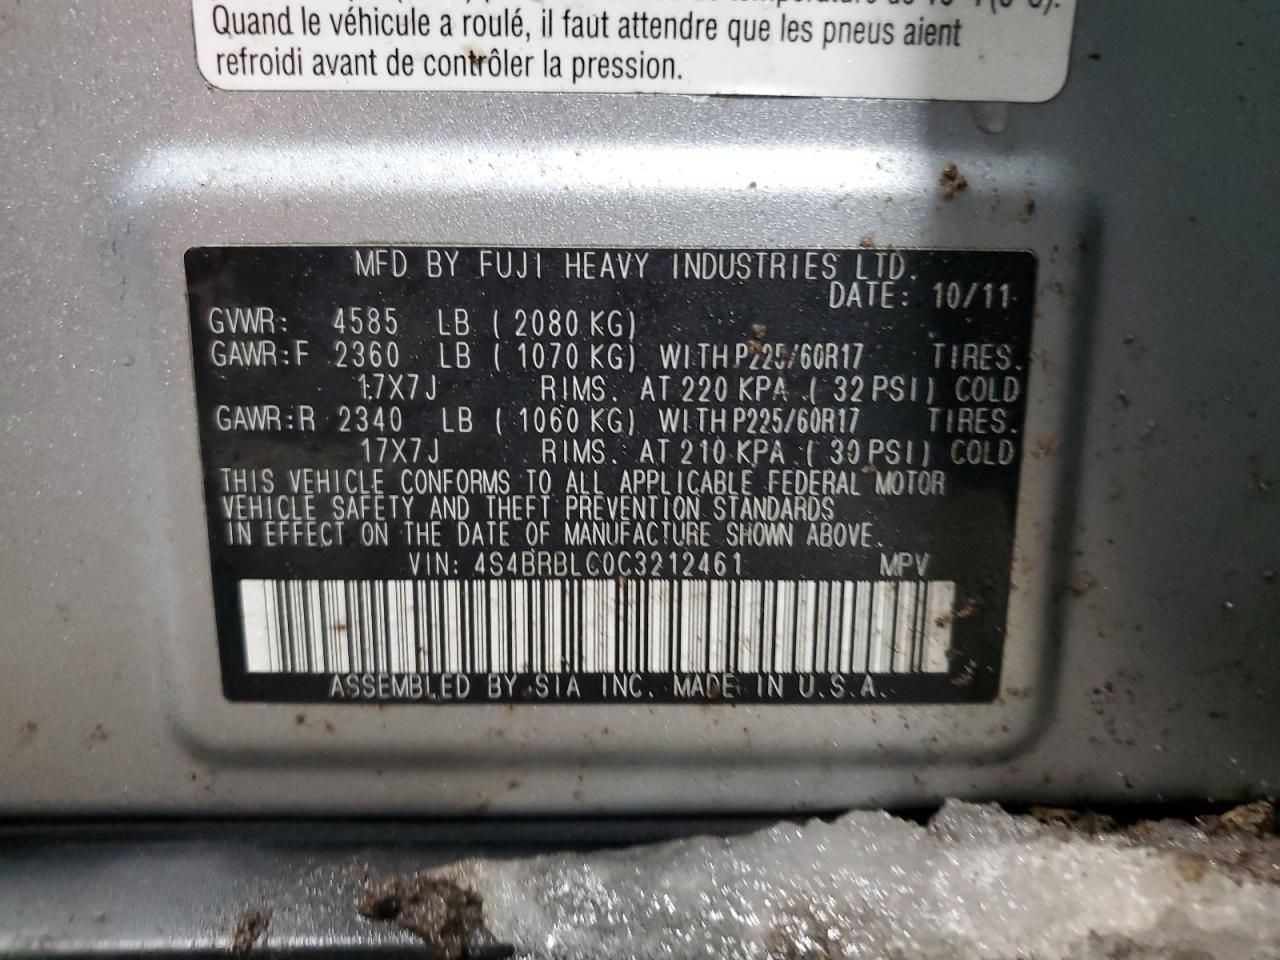 Quand le véhicule a roulé, il faut attendre que les pneus aient
refroidi avant de contrôler la pression.
MFD BY FUJI HEAVY INDUSTRIES LTD.
DATE: 10/11
GVWR: 4585 LB ( 2080 KG)
GAWR:F 2360 LB ( 1070 KG) WITH P225/60R17 TIRES.
17X7J RIMS. AT 220 KPA ( 32 PSI) COLD
GAWR:R 2340 LB ( 1060 KG) WITH P225/60R17 TIRES.
17X7J RIMS. AT 210 KPA ( 30 PSI) COLD
THIS VEHICLE CONFORMS TO ALL APPLICABLE FEDERAL MOTOR
VEHICLE SAFETY AND THEFT PREVENTION STANDARDS
IN EFFECT ON THE DATE OF MANUFACTURE SHOWN ABOVE.
VIN: 4S4BRBLC0C3212461 MPV
ASSEMBLED BY SIA INC. MADE IN U.S.A.